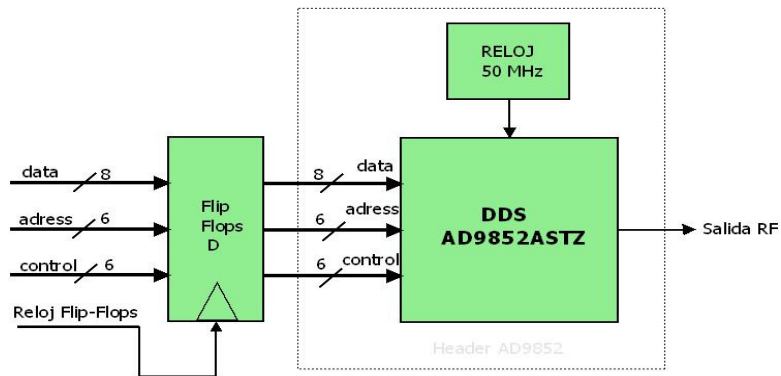 RELOJ
50 MHz
data
8
8
data
adress
6
Flip
Flops
D
6
adress
DDS
AD9852ASTZ
Salida RF
control
6
6
control
Reloj Flip-Flops
Header AD9852